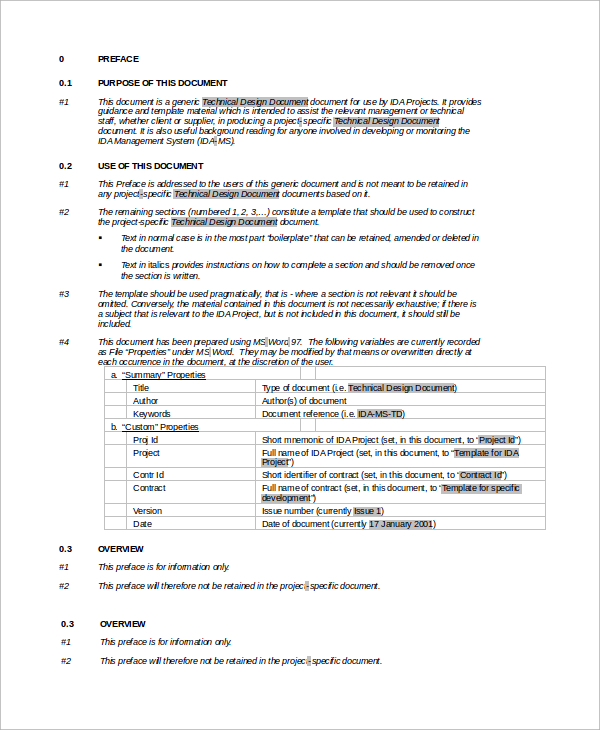 0 PREFACE
0.1 PURPOSE OF THIS DOCUMENT
#1 This document is a generic Technical Design Document document for use by IDA Projects. It provides
guidance and template material which is intended to assist the relevant management or technical
staff, whether client or supplier, in producing a project-specific Technical Design Document
document. It is also useful background reading for anyone involved in developing or monitoring the
IDA Management System (IDA-MS).
0.2 USE OF THIS DOCUMENT
#1 This Preface is addressed to the users of this generic document and is not meant to be retained in
any project-specific Technical Design Document documents based on it.
#2 The remaining sections (numbered 1, 2, 3,...) constitute a template that should be used to construct
the project-specific Technical Design Document document.
▪ Text in normal case is in the most part “boilerplate” that can be retained, amended or deleted in
the document.
▪ Text in italics provides instructions on how to complete a section and should be removed once
the section is written.
#3 The template should be used pragmatically, that is - where a section is not relevant it should be
omitted. Conversely, the material contained in this document is not necessarily exhaustive; if there is
a subject that is relevant to the IDA Project, but is not included in this document, it should still be
included.
#4 This document has been prepared using MS Word 97. The following variables are currently recorded
as File “Properties” under MS Word. They may be modified by that means or overwritten directly at
each occurrence in the document, at the discretion of the user.
a. “Summary” Properties
Title Type of document (i.e. Technical Design Document)
Author Author(s) of document
Keywords Document reference (i.e. IDA-MS-TD)
b. “Custom” Properties
Proj Id Short mnemonic of IDA Project (set, in this document, to “Project Id”)
Project Full name of IDA Project (set, in this document, to “Template for IDA
Project”)
Contr Id Short identifier of contract (set, in this document, to “Contract Id”)
Contract Full name of contract (set, in this document, to “Template for specific
development”)
Version Issue number (currently Issue 1)
Date Date of document (currently 17 January 2001)
0.3 OVERVIEW
#1 This preface is for information only.
#2 This preface will therefore not be retained in the projec-specific document.
0.3 OVERVIEW
#1 This preface is for information only.
#2 This preface will therefore not be retained in the projec-specific document.